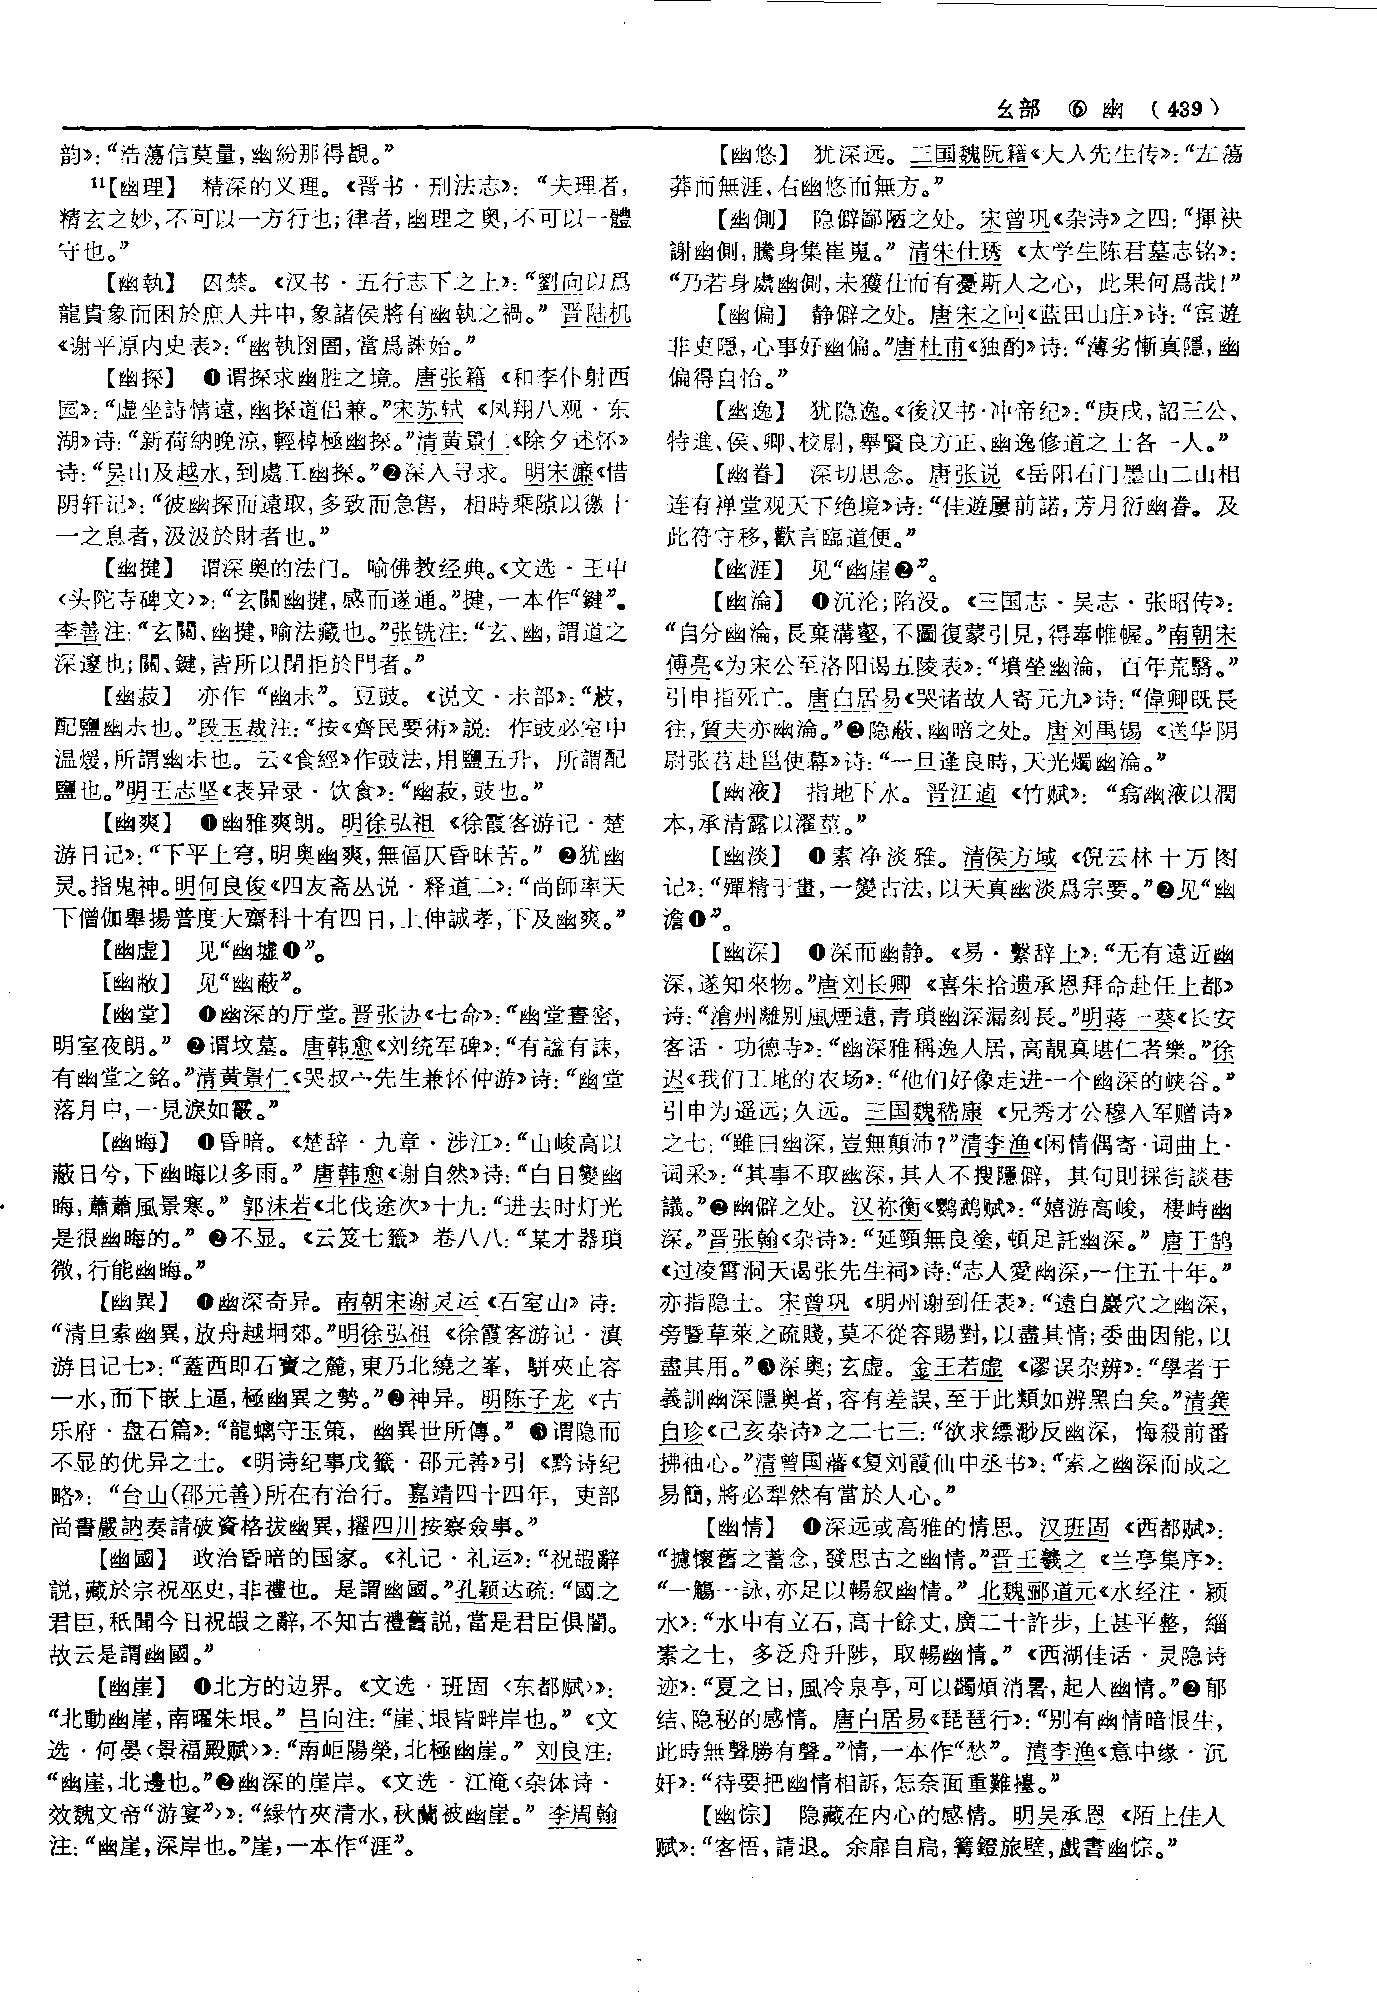 幺部 ⑥ 幽 (439)
韵》：“浩蕩信莫量，幽紛那得覩。”
11【幽理】 精深的义理。《晋书·刑法志》：“夫理者，
精玄之妙，不可以一方行也；律者，幽理之奥，不可以一體
守也。”
【幽執】 囚禁。《汉书·五行志下之上》：“劉向以爲
龍貴象而困於庶人井中，象諸侯將有幽執之禍。” 晋陆机
《谢平原内史表》：“幽執囹圄，當爲誅始。”
【幽探】 ❶谓探求幽胜之境。唐张籍《和李仆射西
园》：“虚坐詩情遠，幽探道侣兼。”宋苏轼《凤翔八观·东
湖》诗：“新荷納晚凉，輕棹極幽探。”清黄景仁《除夕述怀》
诗：“吴山及越水，到處工幽探。”❷深入寻求。明宋濂《惜
阴轩记》：“彼幽探而遠取，多致而急售，相時乘隙以徼十
一之息者，汲汲於財者也。”
【幽揵】 谓深奥的法门。喻佛教经典。《文选·王屮
〈头陀寺碑文〉》：“玄關幽揵，感而遂通。”揵，一本作“鍵”。
李善注：“玄關、幽揵，喻法藏也。”张铣注：“玄、幽，謂道之
深邃也；關、鍵，皆所以閉拒於門者。”
【幽菽】 亦作“幽尗”。豆豉。《说文·尗部》：“䜴，
配鹽幽尗也。”段玉裁注：“按《齊民要術》説：作豉必室中
温煖，所謂幽尗也。云《食經》作豉法，用鹽五升，所謂配
鹽也。”明王志坚《表异录·饮食》：“幽菽，豉也。”
【幽爽】 ❶幽雅爽朗。明徐弘祖《徐霞客游记·楚
游日记》：“下平上穹，明奥幽爽，無偪仄昏昧苦。” ❷犹幽
灵。指鬼神。明何良俊《四友斋丛说·释道二》：“尚師率天
下僧伽舉揚普度大齋科十有四日，上伸誠孝，下及幽爽。”
【幽虚】 见“幽墟❶”。
【幽敝】 见“幽蔽”。
【幽堂】 ❶幽深的厅堂。晋张协《七命》：“幽堂晝密，
明室夜朗。” ❷谓坟墓。唐韩愈《刘统军碑》：“有諡有誄，
有幽堂之銘。”清黄景仁《哭叔宀先生兼怀仲游》诗：“幽堂
落月中，一見淚如霰。”
【幽晦】 ❶昏暗。《楚辞·九章·涉江》：“山峻高以
蔽日兮，下幽晦以多雨。” 唐韩愈《谢自然》诗：“白日變幽
晦，蕭蕭風景寒。” 郭沫若《北伐途次》十九：“进去时灯光
是很幽晦的。” ❷不显。《云笈七籤》卷八八：“某才器瑣
微，行能幽晦。”
【幽異】 ❶幽深奇异。南朝宋谢灵运《石室山》诗：
“清旦索幽異，放舟越坰郊。”明徐弘祖《徐霞客游记·滇
游日记七》：“蓋西即石寶之麓，東乃北繞之峯，駢夾止容
一水，而下嵌上逼，極幽異之勢。”❷神异。明陈子龙《古
乐府·盘石篇》：“龍螭守玉策，幽異世所傳。” ❸谓隐而
不显的优异之士。《明诗纪事戊籤·邵元善》引《黔诗纪
略》：“台山(邵元善)所在有治行。嘉靖四十四年，吏部
尚書嚴訥奏請破資格拔幽異，擢四川按察僉事。”
【幽國】 政治昏暗的国家。《礼记·礼运》：“祝嘏辭
説，藏於宗祝巫史，非禮也。是謂幽國。”孔颖达疏：“國之
君臣，秖聞今日祝嘏之辭，不知古禮舊説，當是君臣俱闇。
故云是謂幽國。”
【幽崖】 ❶北方的边界。《文选·班固〈东都赋〉》：
“北動幽崖，南曜朱垠。” 吕向注：“崖、垠皆畔岸也。”《文
选·何晏〈景福殿赋〉》：“南岠陽榮，北極幽崖。” 刘良注：
“幽崖，北邊也。”❷幽深的崖岸。《文选·江淹〈杂体诗·
效魏文帝“游宴”〉》：“緑竹夾清水，秋蘭被幽崖。” 李周翰
注：“幽崖，深岸也。”崖，一本作“涯”。
【幽悠】 犹深远。三国魏阮籍《大人先生传》：“左蕩
莽而無涯，右幽悠而無方。”
【幽側】 隐僻鄙陋之处。宋曾巩《杂诗》之四：“揮袂
謝幽側，騰身集崔嵬。” 清朱仕琇《太学生陈君墓志铭》：
“乃若身處幽側，未獲仕而有憂斯人之心，此果何爲哉！”
【幽偏】 静僻之处。唐宋之问《蓝田山庄》诗：“宦遊
非吏隱，心事好幽偏。”唐杜甫《独酌》诗：“薄劣慚真隱，幽
偏得自怡。”
【幽逸】 犹隐逸。《後汉书·冲帝纪》：“庚戌，詔三公、
特進、侯、卿、校尉，舉賢良方正、幽逸修道之士各一人。”
【幽眷】 深切思念。唐张说《岳阳石门墨山二山相
连有禅堂观天下绝境》诗：“佳遊屢前諾，芳月衍幽眷。及
此符守移，歡言臨道便。”
【幽涯】 见“幽崖❷”。
【幽淪】 ❶沉沦；陷没。《三国志·吴志·张昭传》：
“自分幽淪，長棄溝壑，不圖復蒙引見，得奉帷幄。”南朝宋
傅亮《为宋公至洛阳谒五陵表》：“墳塋幽淪，百年荒翳。”
引申指死亡。唐白居易《哭诸故人寄元九》诗：“偉卿既長
往，質夫亦幽淪。”❷隐蔽、幽暗之处。唐刘禹锡《送华阴
尉张苕赴邕使幕》诗：“一旦逢良時，天光燭幽淪。”
【幽液】 指地下水。晋江逌《竹赋》：“翕幽液以潤
本，承清露以濯莖。”
【幽淡】 ❶素净淡雅。清侯方域《倪云林十万图
记》：“殫精于畫，一變古法，以天真幽淡爲宗要。”❷见“幽
澹❶”。
【幽深】 ❶深而幽静。《易·繫辞上》：“无有遠近幽
深，遂知來物。”唐刘长卿《喜朱拾遗承恩拜命赴任上都》
诗：“滄州離别風煙遠，青瑣幽深漏刻長。”明蒋一葵《长安
客话·功德寺》：“幽深雅稱逸人居，高靚真堪仁者樂。”徐
迟《我们工地的农场》：“他们好像走进一个幽深的峡谷。”
引申为遥远；久远。三国魏嵇康《兄秀才公穆入军赠诗》
之七：“雖曰幽深，豈無顛沛？”清李渔《闲情偶寄·词曲上·
词采》：“其事不取幽深，其人不搜隱僻，其句則採街談巷
議。”❷幽僻之处。汉祢衡《鹦鹉赋》：“嬉游高峻，棲跱幽
深。”晋张翰《杂诗》：“延頸無良塗，頓足託幽深。” 唐于鹄
《过凌霄洞天谒张先生祠》诗：“志人愛幽深，一住五十年。”
亦指隐士。宋曾巩《明州谢到任表》：“遠自巖穴之幽深，
旁暨草萊之疏賤，莫不從容賜對，以盡其情；委曲因能，以
盡其用。”❸深奥；玄虚。金王若虚《谬误杂辨》：“學者于
義訓幽深隱奥者，容有差誤，至于此類如辨黑白矣。”清龚
自珍《己亥杂诗》之二七三：“欲求縹緲反幽深，悔殺前番
拂袖心。”清曾国藩《复刘霞仙中丞书》：“索之幽深而成之
易簡，將必犁然有當於人心。”
【幽情】 ❶深远或高雅的情思。汉班固《西都赋》：
“攄懷舊之蓄念，發思古之幽情。”晋王羲之《兰亭集序》：
“一觴一詠，亦足以暢叙幽情。” 北魏郦道元《水经注·颍
水》：“水中有立石，高十餘丈，廣二十許步，上甚平整，緇
素之士，多泛舟升陟，取暢幽情。” 《西湖佳话·灵隐诗
迹》：“夏之日，風冷泉亭，可以蠲煩消暑，起人幽情。”❷郁
结、隐秘的感情。唐白居易《琵琶行》：“别有幽情暗恨生，
此時無聲勝有聲。”情，一本作“愁”。清李渔《意中缘·沉
奸》：“待要把幽情相訴，怎奈面重難擡。”
【幽悰】 隐藏在内心的感情。明吴承恩《陌上佳人
赋》：“客悟，請退。余扉自扃，篝鐙旅壁，戲書幽悰。”